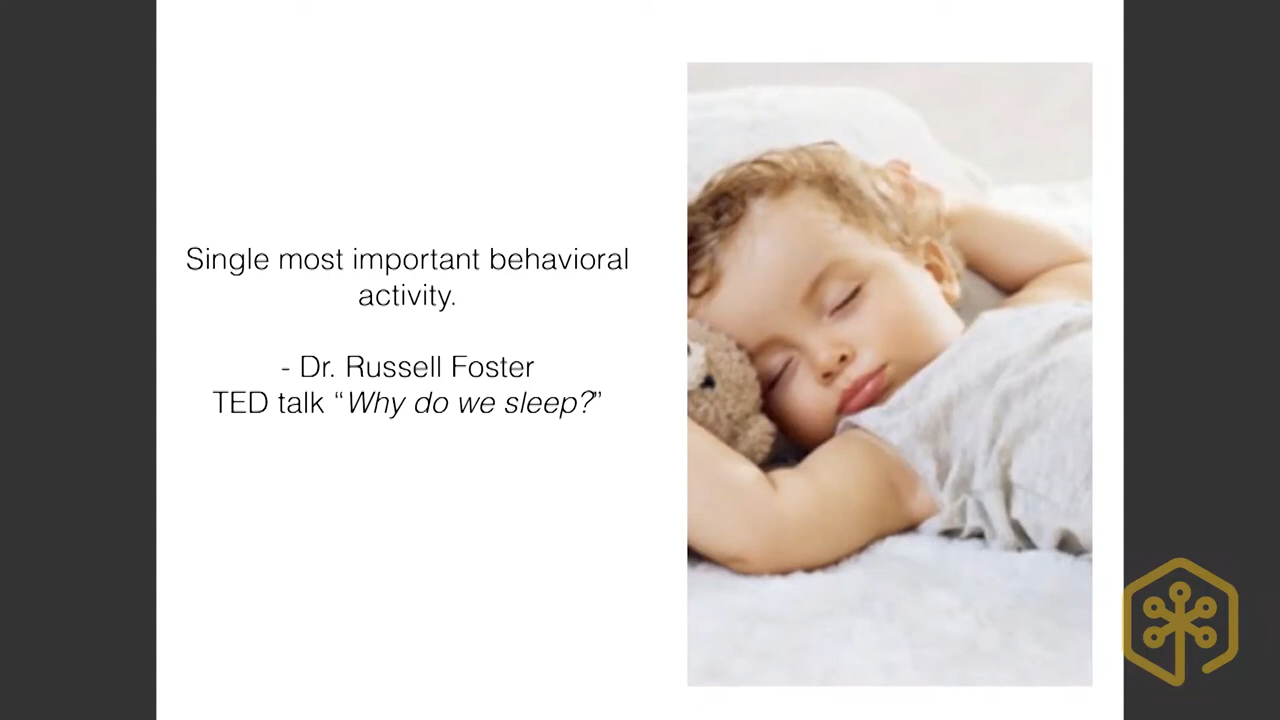 Single most important behavioral
activity.
- Dr. Russell Foster
TED talk “Why do we sleep?”